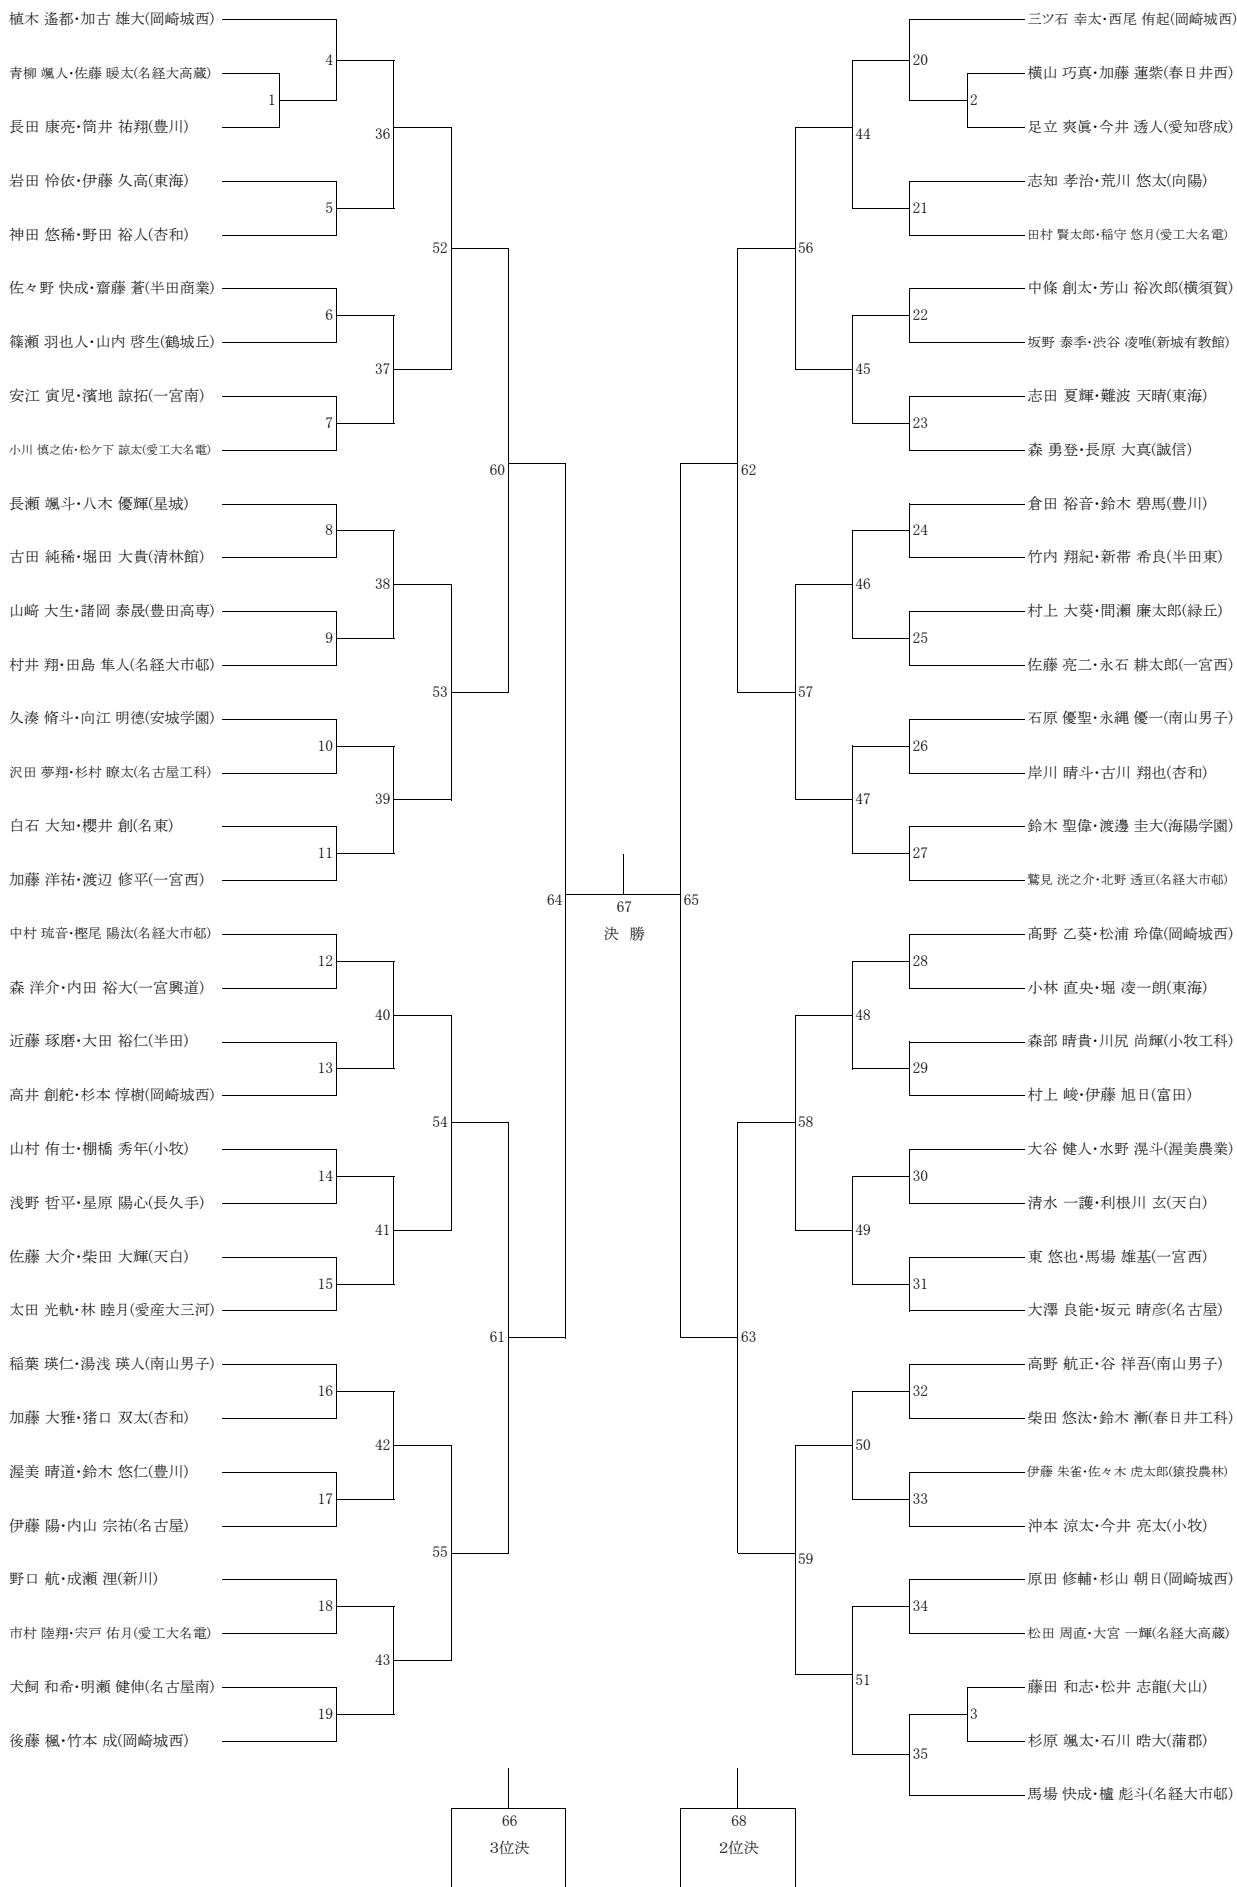 植木 遙都・加古 雄大(岡崎城西)
青柳 颯人・佐藤 暖太(名経大高蔵)
長田 康亮・筒井 祐翔(豊川)
岩田 怜依・伊藤 久高(東海)
神田 悠稀・野田 裕人(杏和)
佐々野 快成・齋藤 蒼(半田商業)
篠瀬 羽也人・山内 啓生(鶴城丘)
安江 寅児・濱地 諒拓(一宮南)
小川 慎之佑・松ケ下 諒太(愛工大名電)
長瀬 颯斗・八木 優輝(星城)
古田 純稀・堀田 大貴(清林館)
山﨑 大生・諸岡 泰晟(豊田高専)
村井 翔・田島 隼人(名経大市邨)
久湊 脩斗・向江 明德(安城学園)
沢田 夢翔・杉村 瞭太(名古屋工科)
白石 大知・櫻井 創(名東)
加藤 洋祐・渡辺 修平(一宮西)
中村 琉音・樫尾 陽汰(名経大市邨)
森 洋介・内田 裕大(一宮興道)
近藤 琢磨・大田 裕仁(半田)
高井 創舵・杉本 惇樹(岡崎城西)
山村 侑士・棚橋 秀年(小牧)
浅野 哲平・星原 陽心(長久手)
佐藤 大介・柴田 大輝(天白)
太田 光軌・林 睦月(愛産大三河)
稲葉 瑛仁・湯浅 瑛人(南山男子)
加藤 大雅・猪口 双太(杏和)
渥美 晴道・鈴木 悠仁(豊川)
伊藤 陽・内山 宗祐(名古屋)
野口 航・成瀬 浬(新川)
市村 陸翔・宍戸 佑月(愛工大名電)
犬飼 和希・明瀬 健伸(名古屋南)
後藤 楓・竹本 成(岡崎城西)
1
4
5
6
7
8
9
10
11
12
13
14
15
16
17
18
19
36
37
38
39
40
41
42
43
52
53
54
55
60
61
64
67
決 勝
65
62
63
56
57
58
59
44
45
46
47
48
49
50
51
20
21
22
23
24
25
26
27
28
29
30
31
32
33
34
35
2
3
三ツ石 幸太・西尾 侑起(岡崎城西)
横山 巧真・加藤 蓮紫(春日井西)
足立 爽眞・今井 透人(愛知啓成)
志知 孝治・荒川 悠太(向陽)
田村 賢太郎・稲守 悠月(愛工大名電)
中條 創太・芳山 裕次郎(横須賀)
坂野 泰季・渋谷 凌唯(新城有教館)
志田 夏輝・難波 天晴(東海)
森 勇登・長原 大真(誠信)
倉田 裕音・鈴木 碧馬(豊川)
竹内 翔紀・新帯 希良(半田東)
村上 大葵・間瀬 廉太郎(緑丘)
佐藤 亮二・永石 耕太郎(一宮西)
石原 優聖・永縄 優一(南山男子)
岸川 晴斗・古川 翔也(杏和)
鈴木 聖偉・渡邊 圭大(海陽学園)
鷲見 洸之介・北野 透亘(名経大市邨)
髙野 乙葵・松浦 玲偉(岡崎城西)
小林 直央・堀 凌一朗(東海)
森部 晴貴・川尻 尚輝(小牧工科)
村上 峻・伊藤 旭日(富田)
大谷 健人・水野 滉斗(渥美農業)
清水 一護・利根川 玄(天白)
東 悠也・馬場 雄基(一宮西)
大澤 良能・坂元 晴彦(名古屋)
高野 航正・谷 祥吾(南山男子)
柴田 悠汰・鈴木 漸(春日井工科)
伊藤 朱雀・佐々木 虎太郎(猿投農林)
沖本 涼太・今井 亮太(小牧)
原田 修輔・杉山 朝日(岡崎城西)
松田 周直・大宮 一輝(名経大高蔵)
藤田 和志・松井 志龍(犬山)
杉原 颯太・石川 晧大(蒲郡)
馬場 快成・櫨 彪斗(名経大市邨)
66
3位決
68
2位決